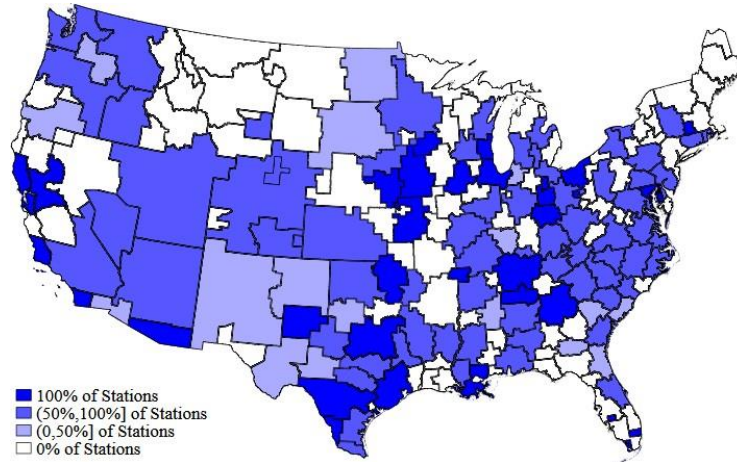 100% of Stations
(50%,100%] of Stations
(0,50%] of Stations
0% of Stations